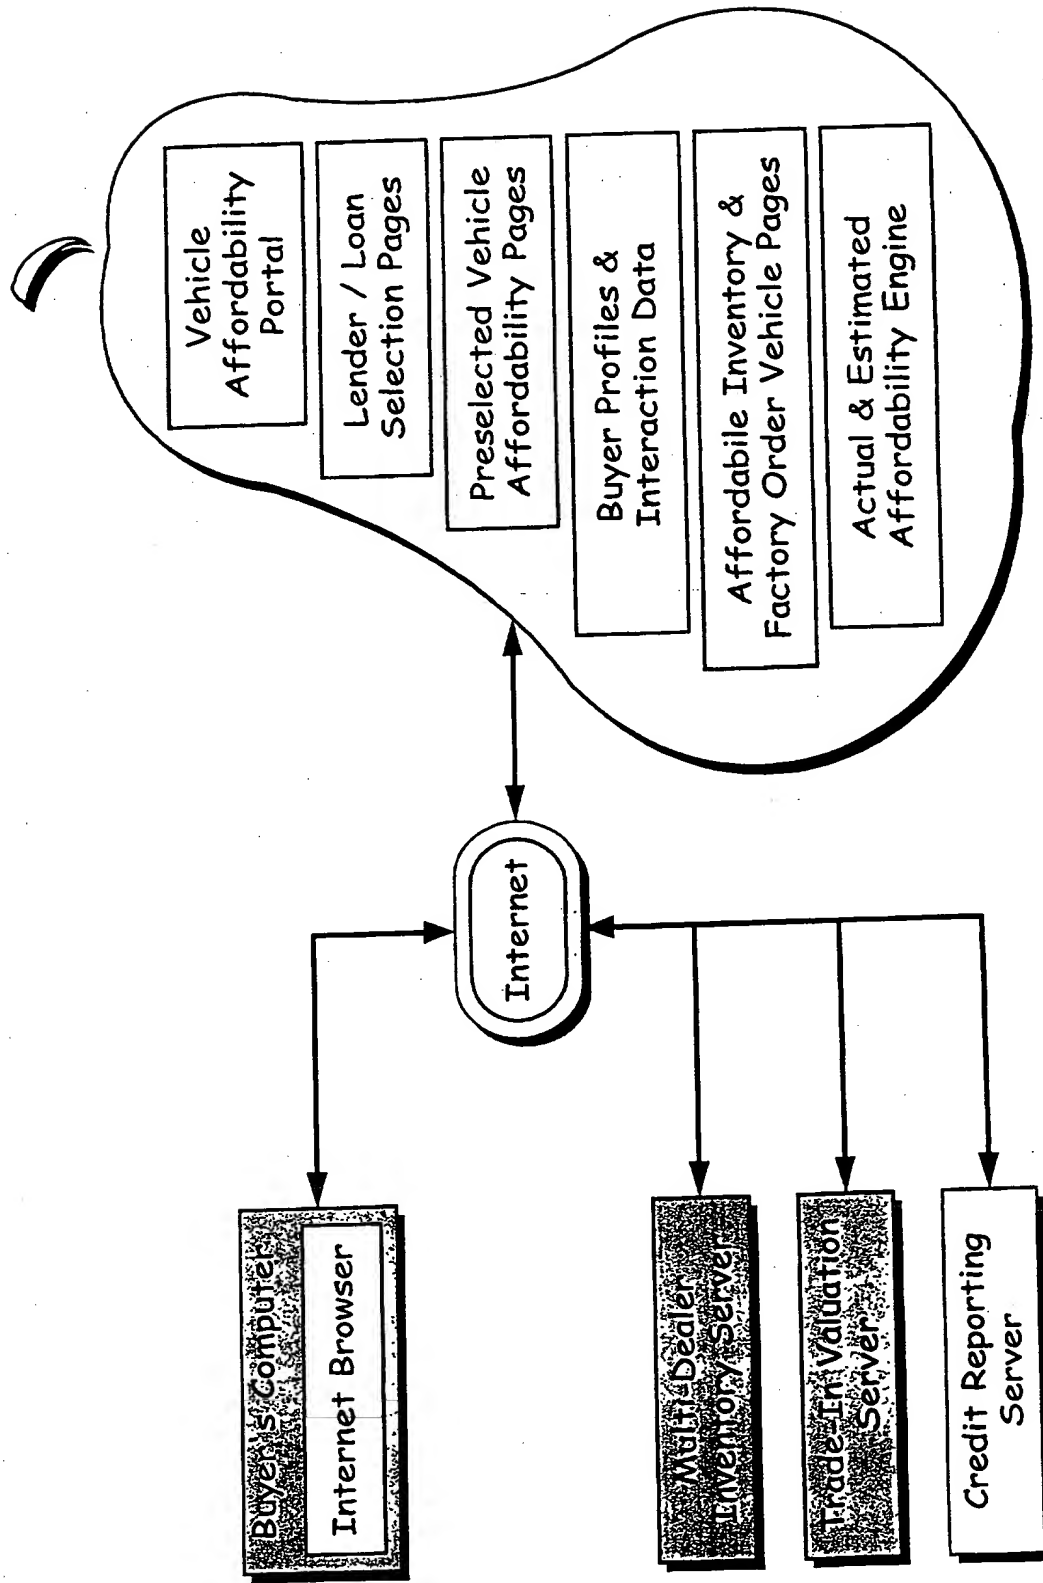 Vehicle
Affordability
Portal
Lender / Loan
Selection Pages
Preselected Vehicle
Affordability Pages
Buyer Profiles &
Interaction Data
Affordabile Inventory &
Factory Order Vehicle Pages
Actual & Estimated
Affordability Engine
Internet
Buyer's Computer
Internet Browser
Multi-Dealer
Inventory Server
Trade-In Valuation
Server
Credit Reporting
Server